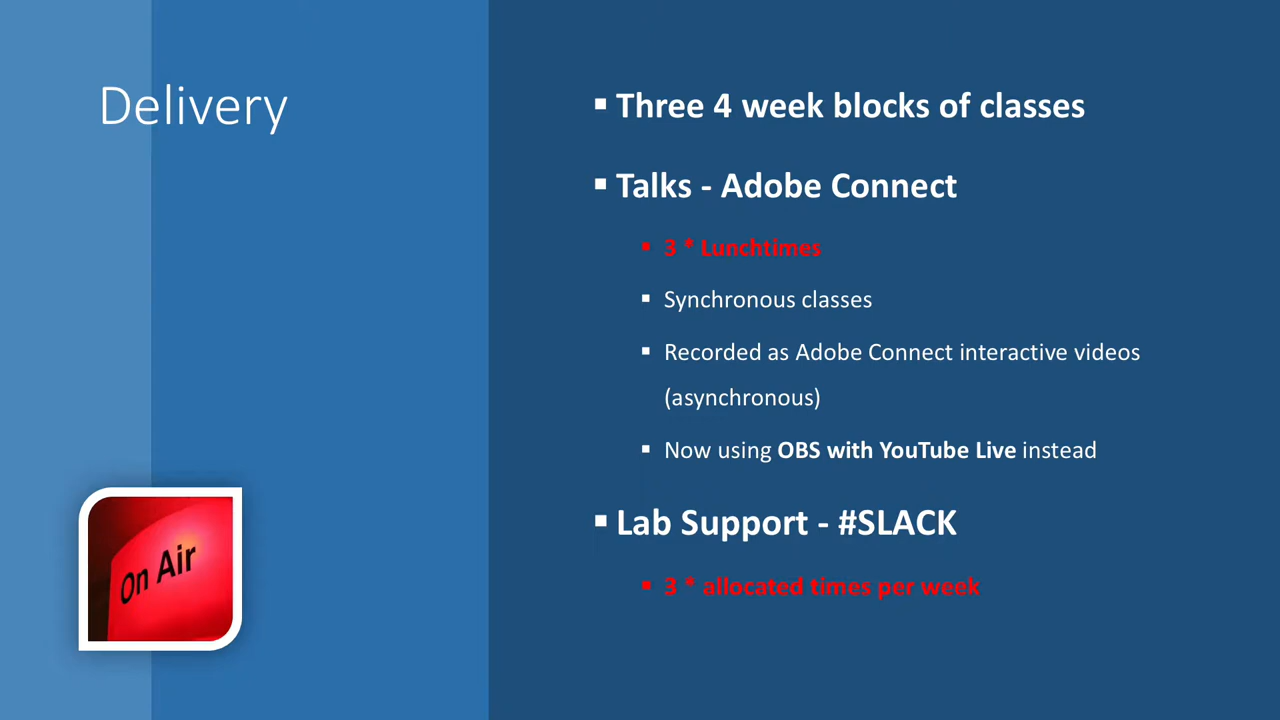 Delivery
Three 4 week blocks of classes
Talks - Adobe Connect
3 * Lunchtimes
Synchronous classes
Recorded as Adobe Connect interactive videos
(asynchronous)
Now using OBS with YouTube Live instead
Lab Support - #SLACK
3 * allocated times per week
On Air